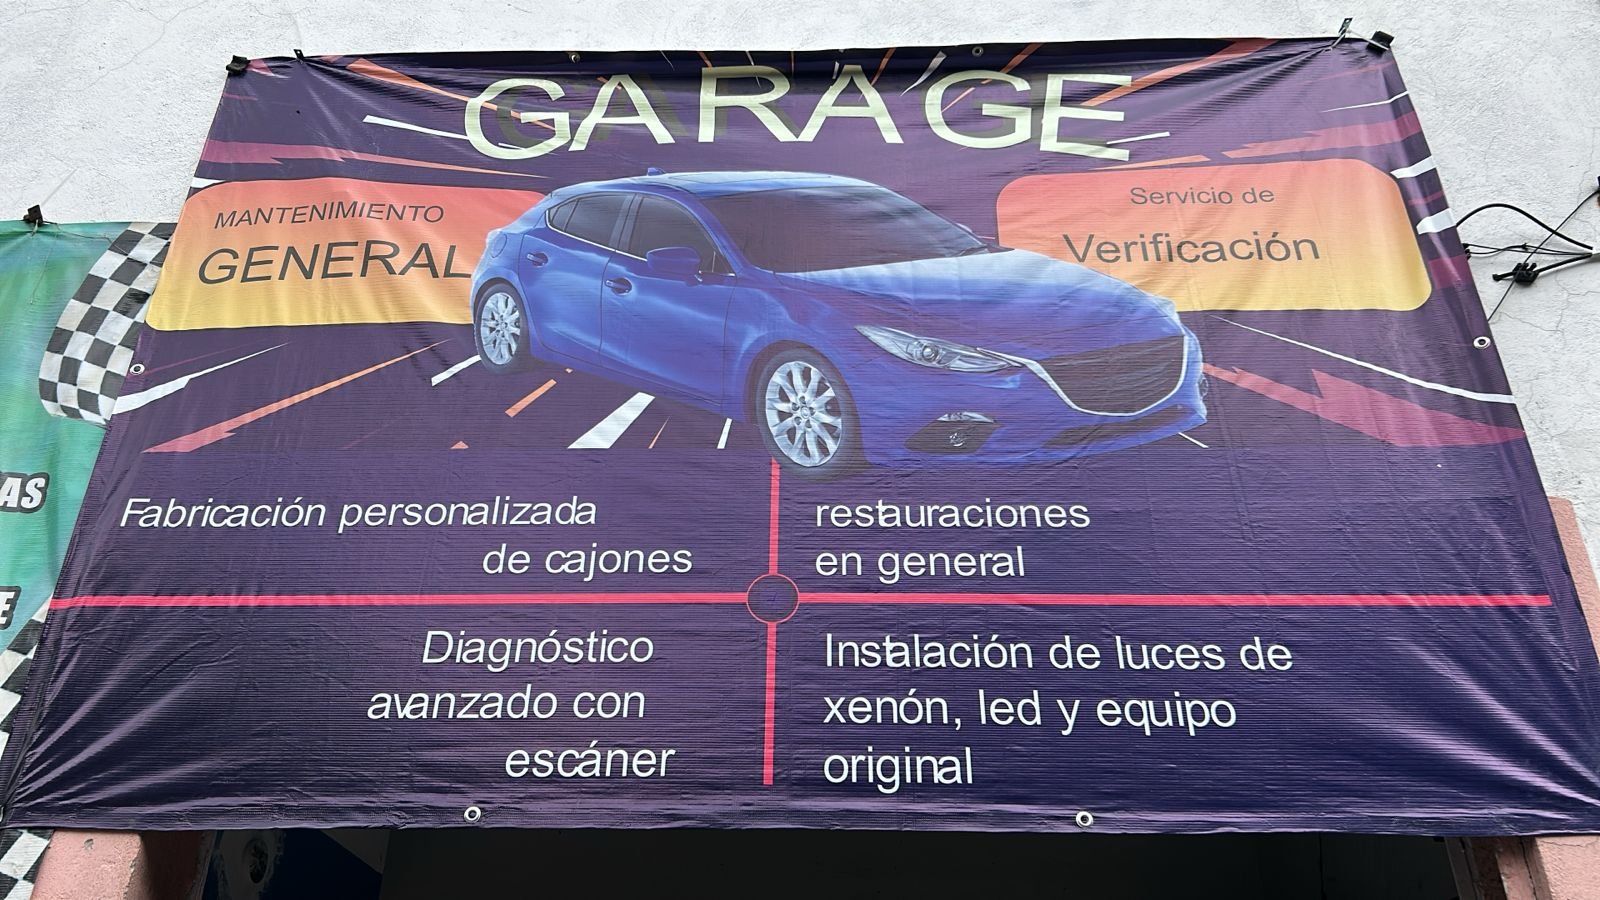 GARAGE
MANTENIMIENTO
GENERAL
Servicio de
Verificación
Fabricación personalizada
de cajones
restauraciones
en general
Diagnóstico
avanzado con
escáner
Instalación de luces de
xenón, led y equipo
original
AS
E